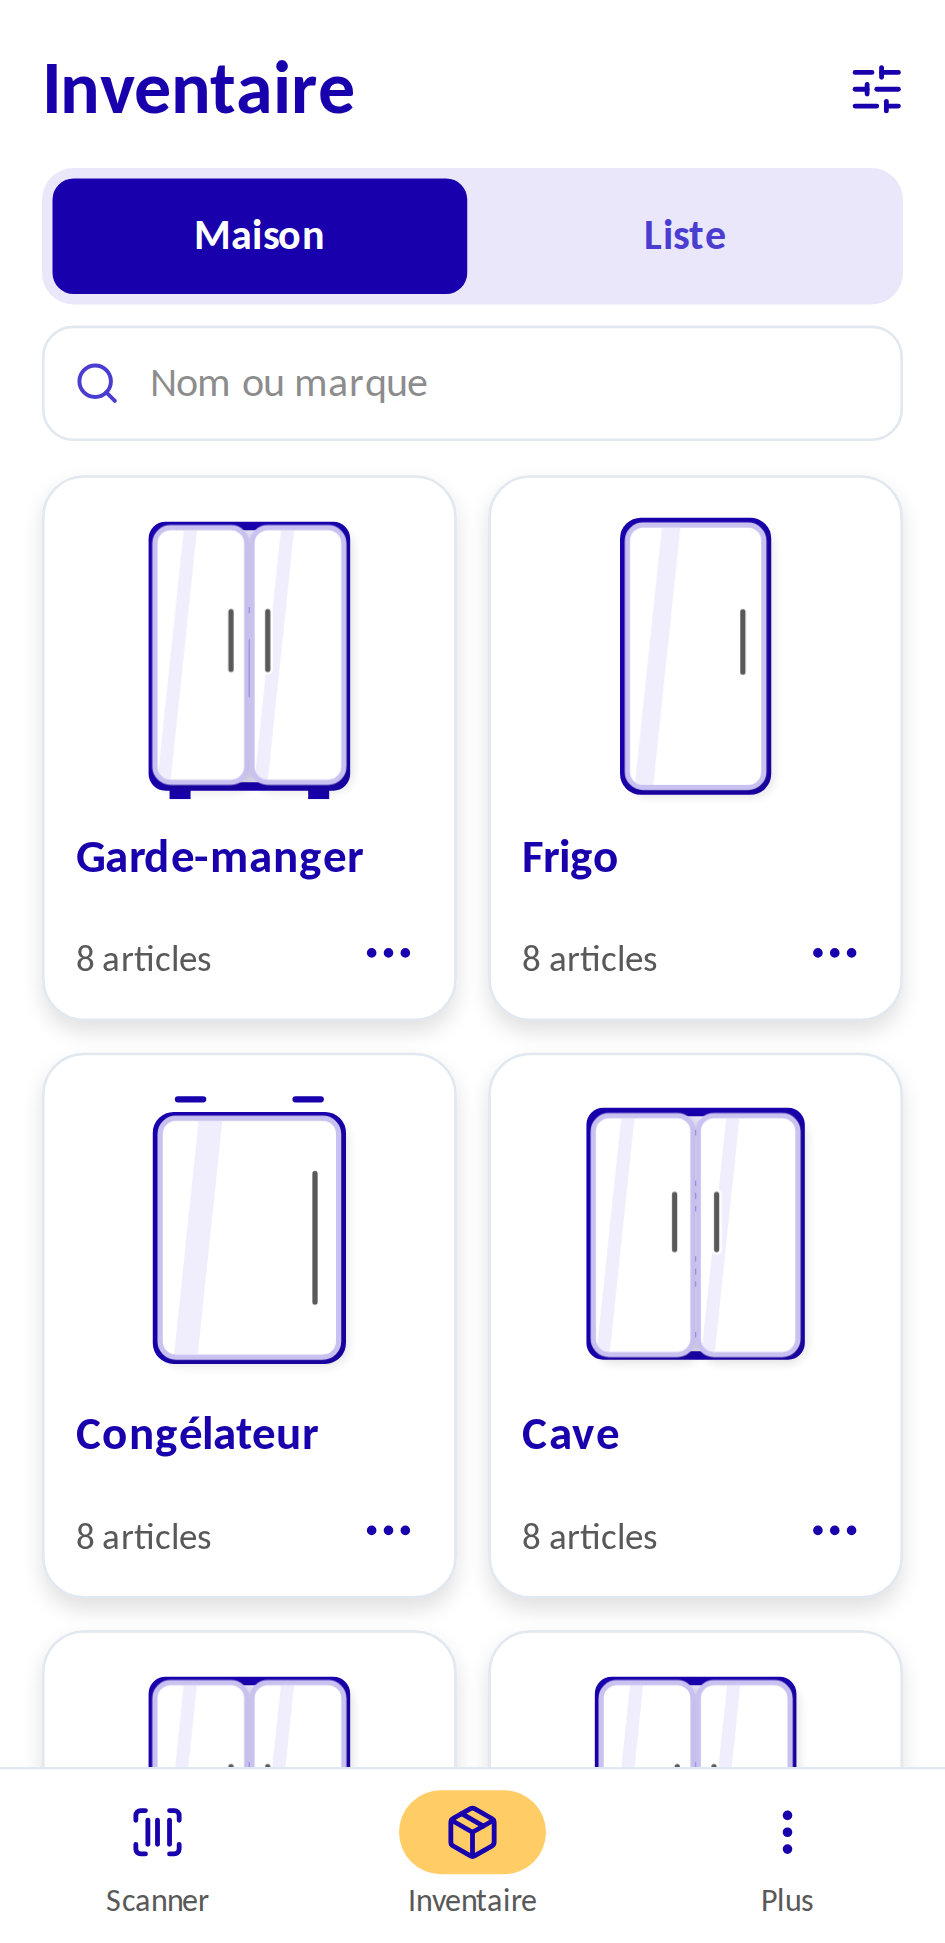 Inventaire
Maison
Liste
Nom ou marque
Garde-manger
Frigo
8 articles
8 articles
Congélateur
Cave
8 articles
8 articles
Scanner
Inventaire
Plus